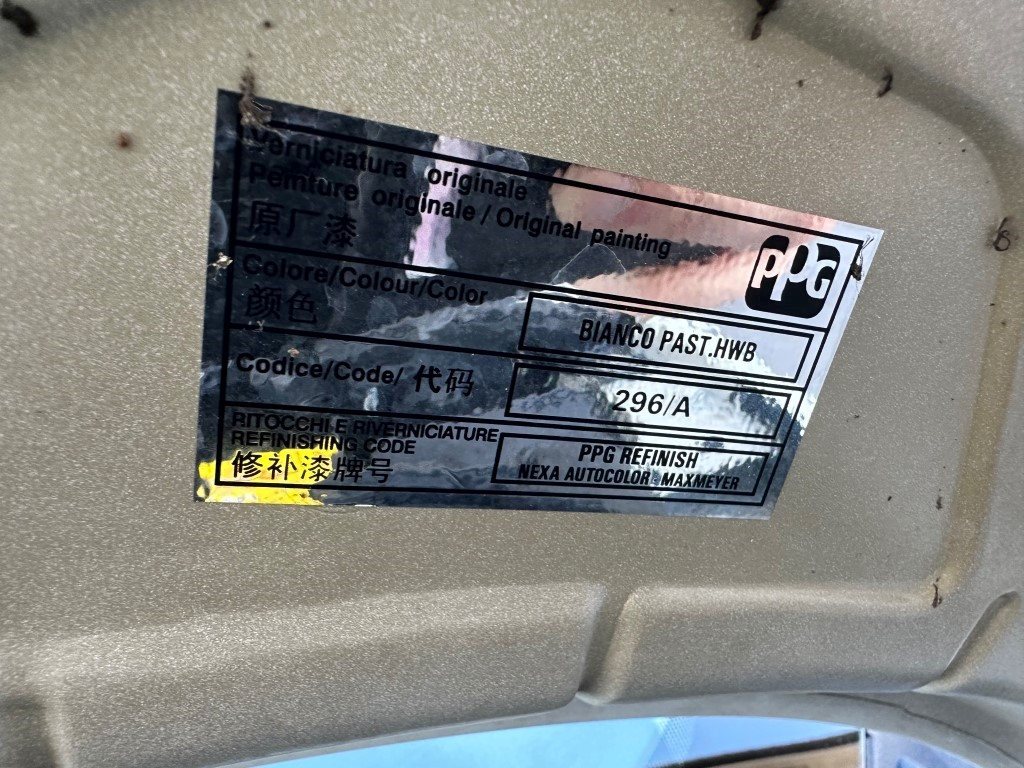 Verniciatura originale
Peinture originale / Original painting
原厂漆
PPG
Colore/Colour/Color
颜色
BIANCO PAST.HWB
Codice/Code/ 代码
296/A
RITOCCHI E RIVERNICIATURE
REFINISHING CODE
修补漆牌号
PPG REFINISH
NEXA AUTOCOLOR-MAXMEYER